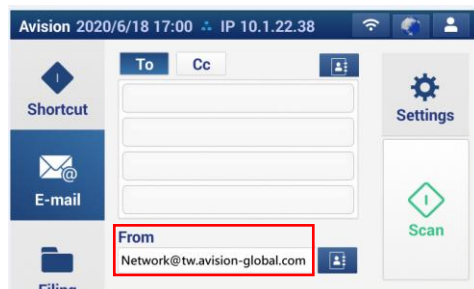 Avision 2020/6/18 17:00 IP 10.1.22.38
To Cc
Shortcut
Settings
E-mail
Scan
From
Network@tw.avision-global.com
Filing